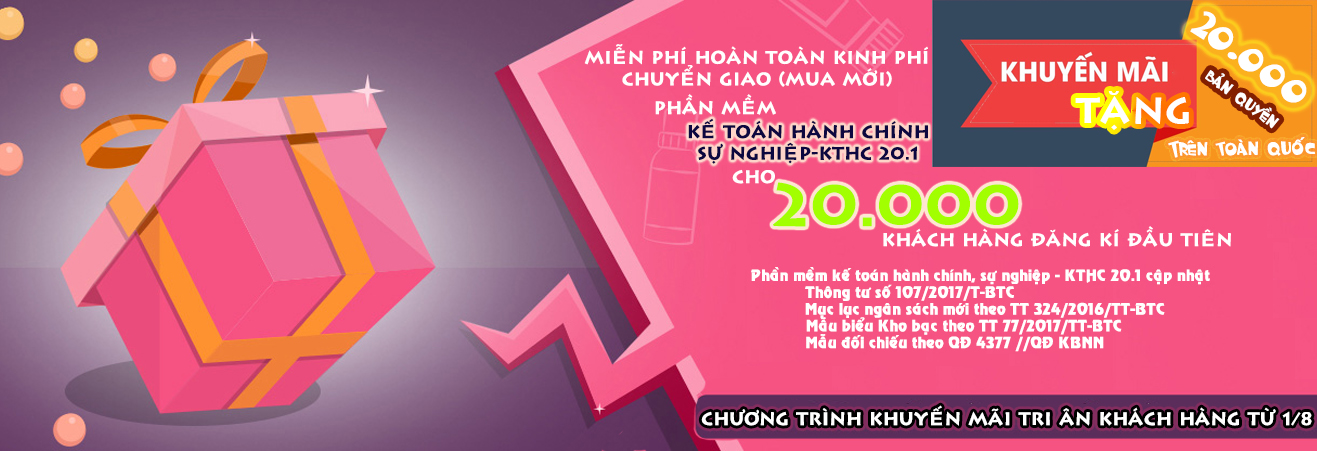 MIỄN PHÍ HOÀN TOÀN KINH PHÍ
CHUYỂN GIAO (MUA MỚI)
PHẦN MỀM
KẾ TOÁN HÀNH CHÍNH
SỰ NGHIỆP-KTHC 20.1
CHO
20.000
KHÁCH HÀNG ĐĂNG KÍ ĐẦU TIÊN
KHUYẾN MÃI
TẶNG
20.000
BẢN QUYỀN
TRÊN TOÀN QUỐC
Phần mềm kế toán hành chính, sự nghiệp - KTHC 20.1 cập nhật
Thông tư số 107/2017/T-BTC
Mục lục ngân sách mới theo TT 324/2016/TT-BTC
Mẫu biểu Kho bạc theo TT 77/2017/TT-BTC
Mẫu đối chiếu theo QĐ 4377 //QĐ KBNN
CHƯƠNG TRÌNH KHUYẾN MÃI TRI ÂN KHÁCH HÀNG TỪ 1/8